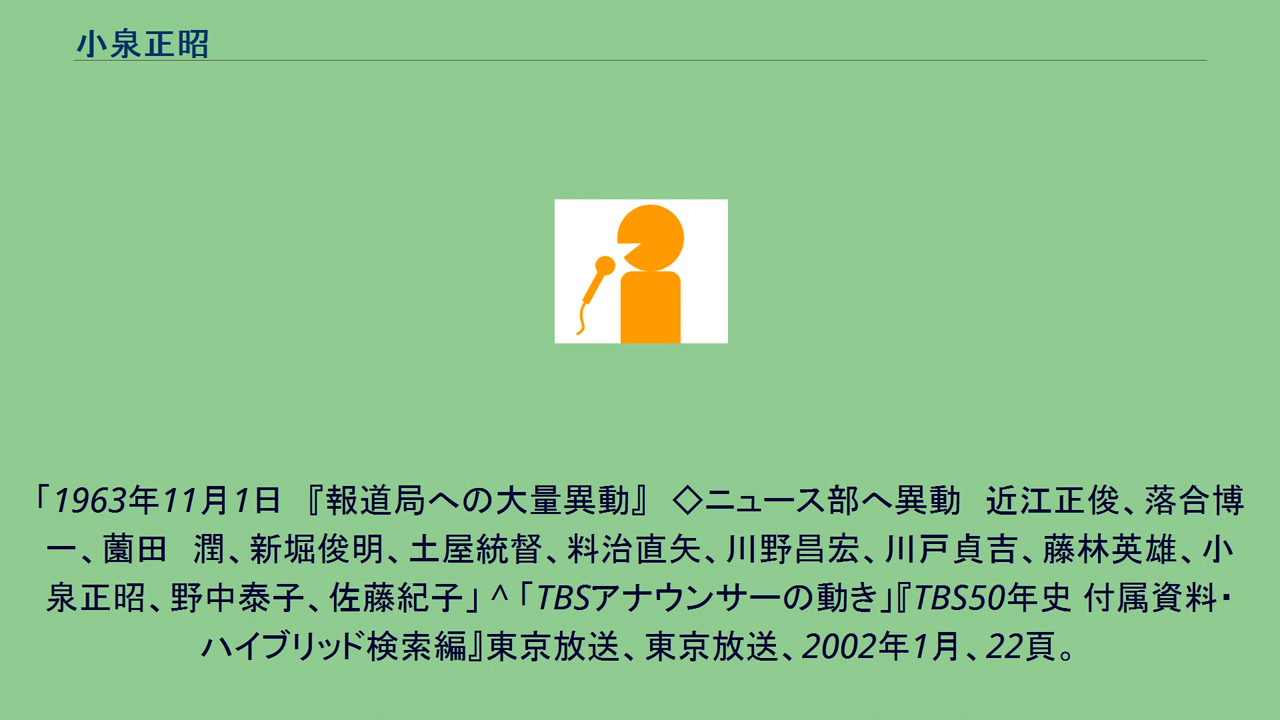 小泉正昭
「1963年11月1日　『報道局への大量異動』　◇ニュース部へ異動　近江正俊、落合博
一、薗田　潤、新堀俊明、土屋統督、料治直矢、川野昌宏、川戸貞吉、藤林英雄、小
泉正昭、野中泰子、佐藤紀子」 ^ 「TBSアナウンサーの動き」『TBS50年史 付属資料・
ハイブリッド検索編』東京放送、東京放送、2002年1月、22頁。